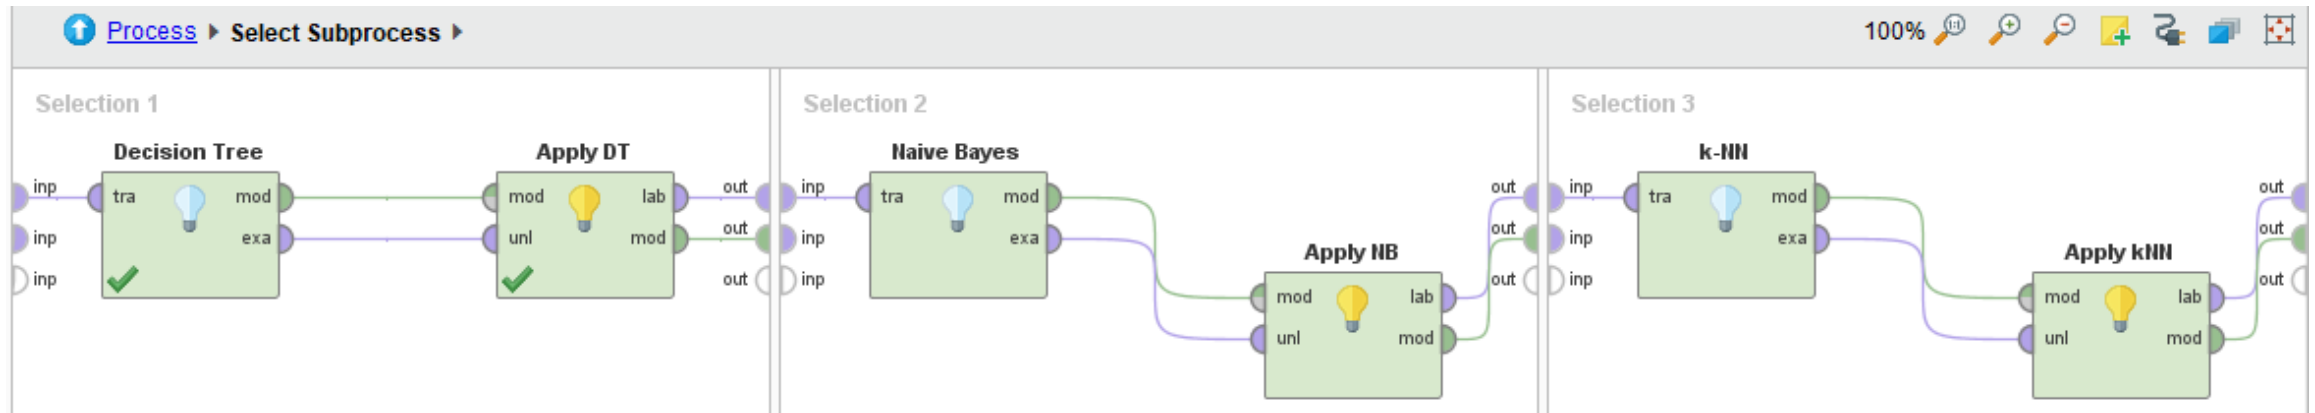 Process Select Subprocess 100%
Selection 1
Decision Tree Apply DT
inp tra mod mod lab out
inp exa unl mod out
inp out
Selection 2
Naive Bayes
inp tra mod out
inp exa out
Apply NB
inp out
mod lab
unl mod
Selection 3
k-NN
inp tra mod out
inp exa out
Apply kNN
inp out
mod lab
unl mod